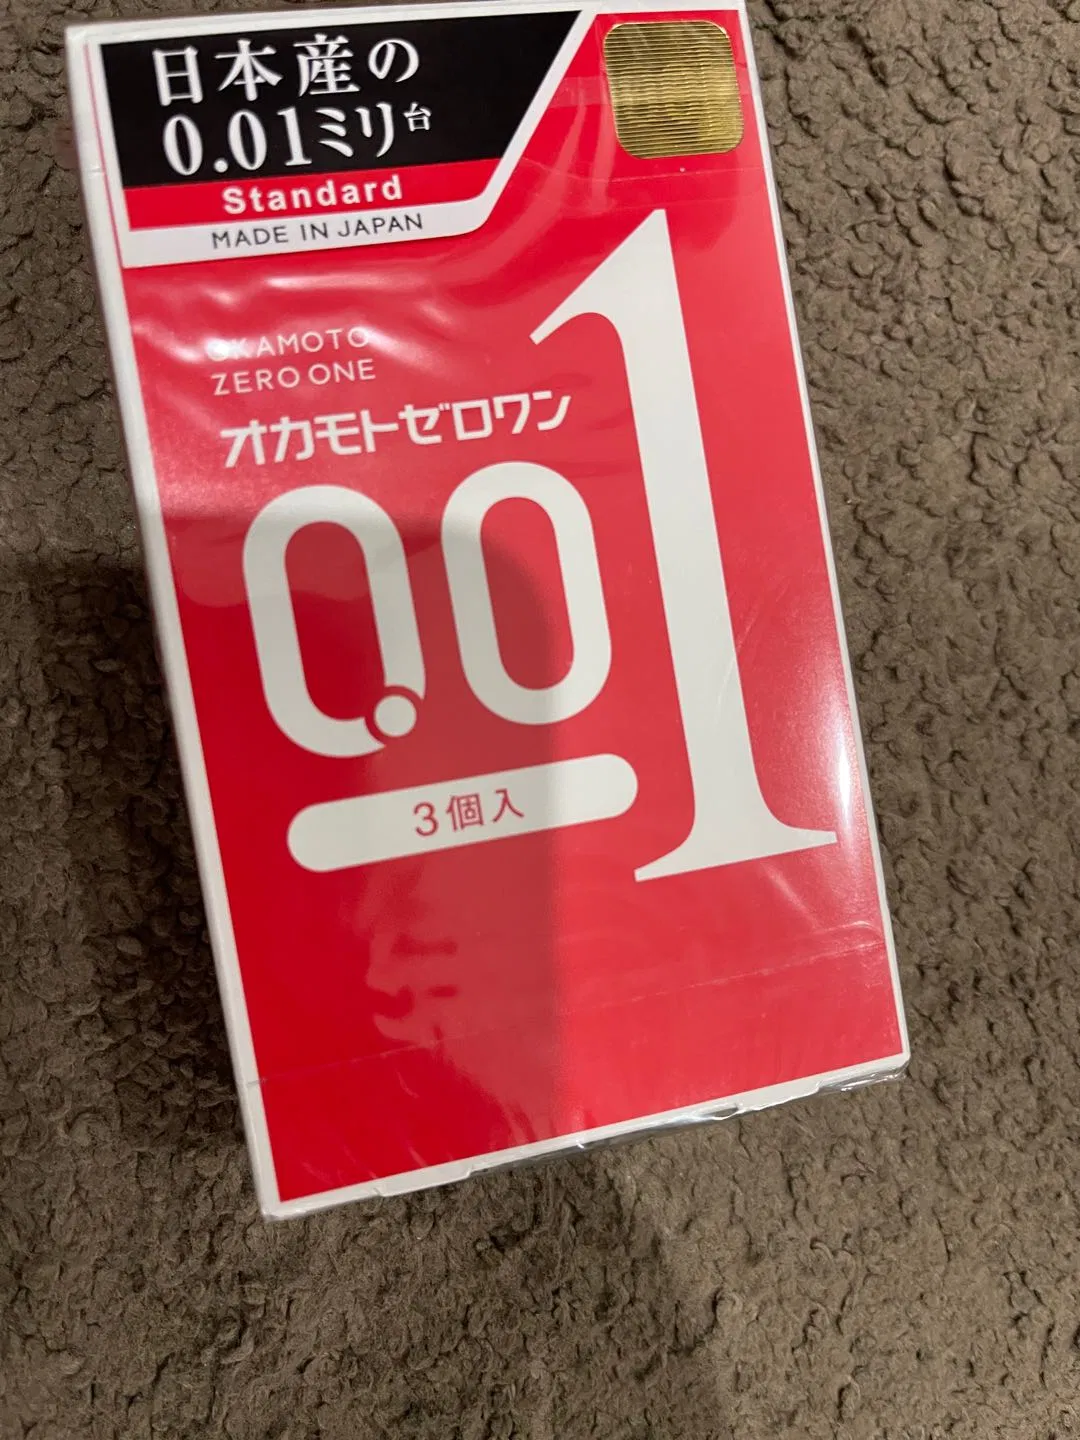 日本産の
0.01ミリ台
Standard
MADE IN JAPAN
OKAMOTO
ZERO ONE
オカモトゼロワン
0.01
3個入